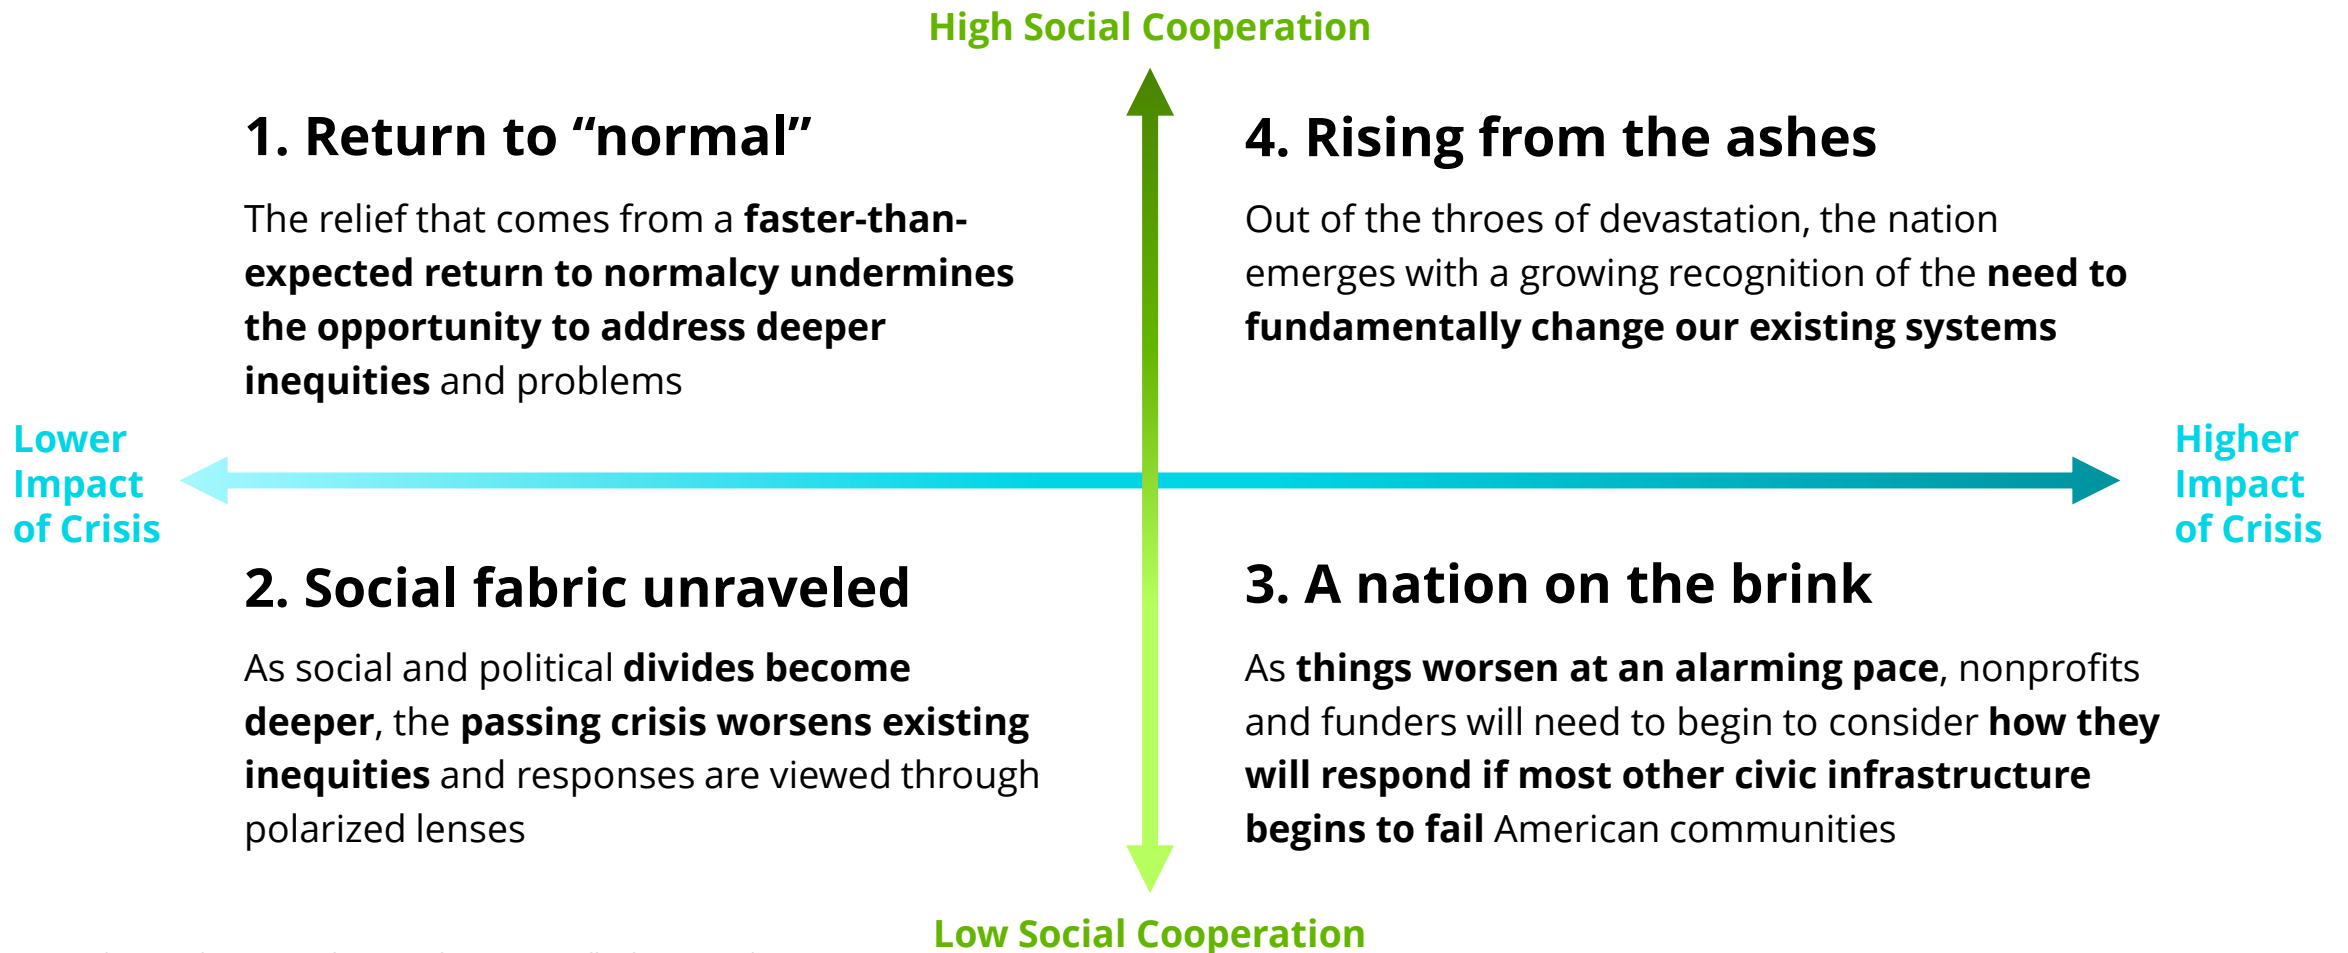 High Social Cooperation
1. Return to “normal”
The relief that comes from a faster-than-
expected return to normalcy undermines
the opportunity to address deeper
inequities and problems
4. Rising from the ashes
Out of the throes of devastation, the nation
emerges with a growing recognition of the need to
fundamentally change our existing systems
Lower
Impact
of Crisis
Higher
Impact
of Crisis
2. Social fabric unraveled
As social and political divides become
deeper, the passing crisis worsens existing
inequities and responses are viewed through
polarized lenses
3. A nation on the brink
As things worsen at an alarming pace, nonprofits
and funders will need to begin to consider how they
will respond if most other civic infrastructure
begins to fail American communities
Low Social Cooperation